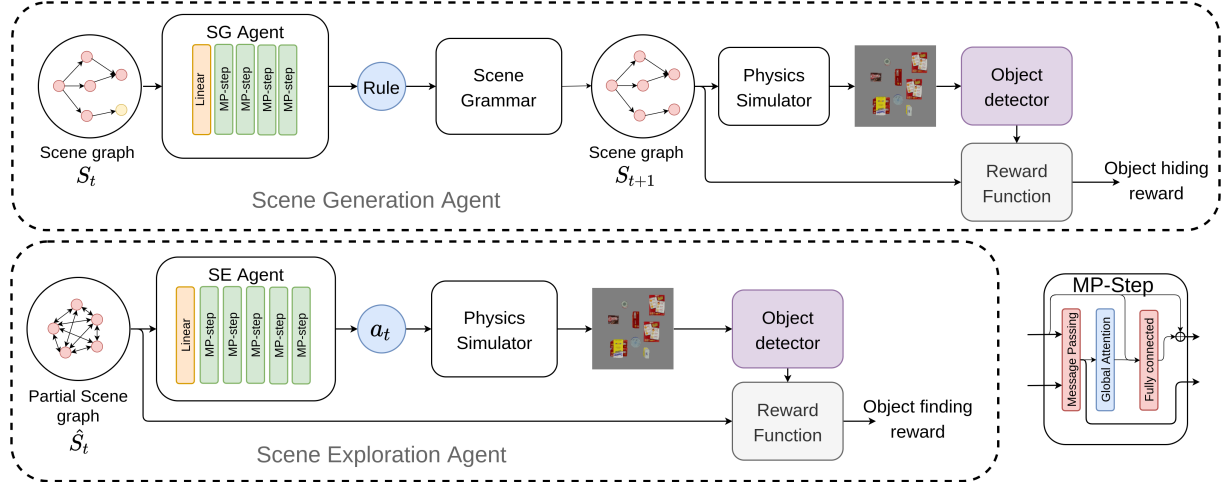 SG Agent
Linear
MP-step
MP-step
MP-step
MP-step
Rule
Scene
Grammar
Physics
Simulator
Object
detector
Scene graph
S_t
Scene graph
S_{t+1}
Reward
Function
Object hiding
reward
Scene Generation Agent
SE Agent
Linear
MP-step
MP-step
MP-step
MP-step
MP-step
a_t
Physics
Simulator
Object
detector
Partial Scene
graph
Ŝ_t
Reward
Function
Object finding
reward
Scene Exploration Agent
MP-Step
Message Passing
Global Attention
Fully connected